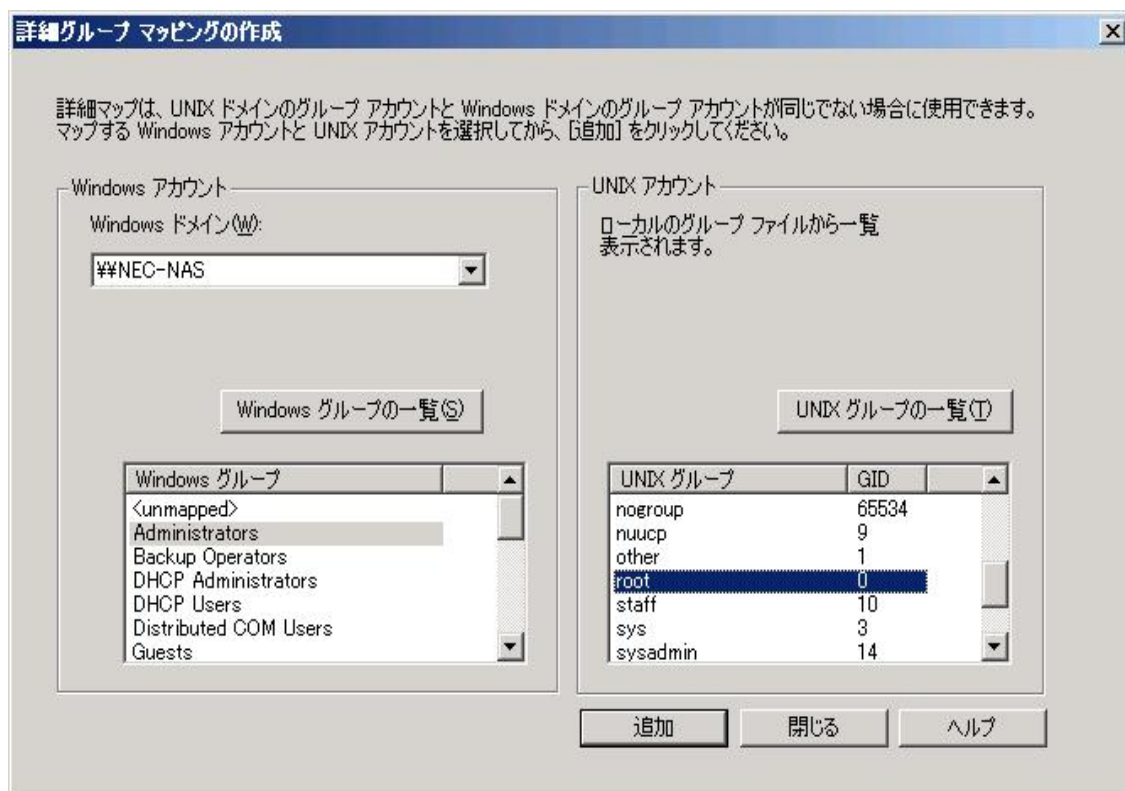 詳細グループ マッピングの作成
詳細マップは、UNIX ドメインのグループ アカウントと Windows ドメインのグループ アカウントが同じでない場合に使用できます。
マップする Windows アカウントと UNIX アカウントを選択してから、[追加] をクリックしてください。
Windows アカウント
Windows ドメイン(W):
¥¥NEC-NAS
Windows グループの一覧(S)
Windows グループ
<unmapped>
Administrators
Backup Operators
DHCP Administrators
DHCP Users
Distributed COM Users
Guests
UNIX アカウント
ローカルのグループ ファイルから一覧
表示されます。
UNIX グループの一覧(T)
UNIX グループ GID
nogroup 65534
nuucp 9
other 1
root 0
staff 10
sys 3
sysadmin 14
追加 閉じる ヘルプ